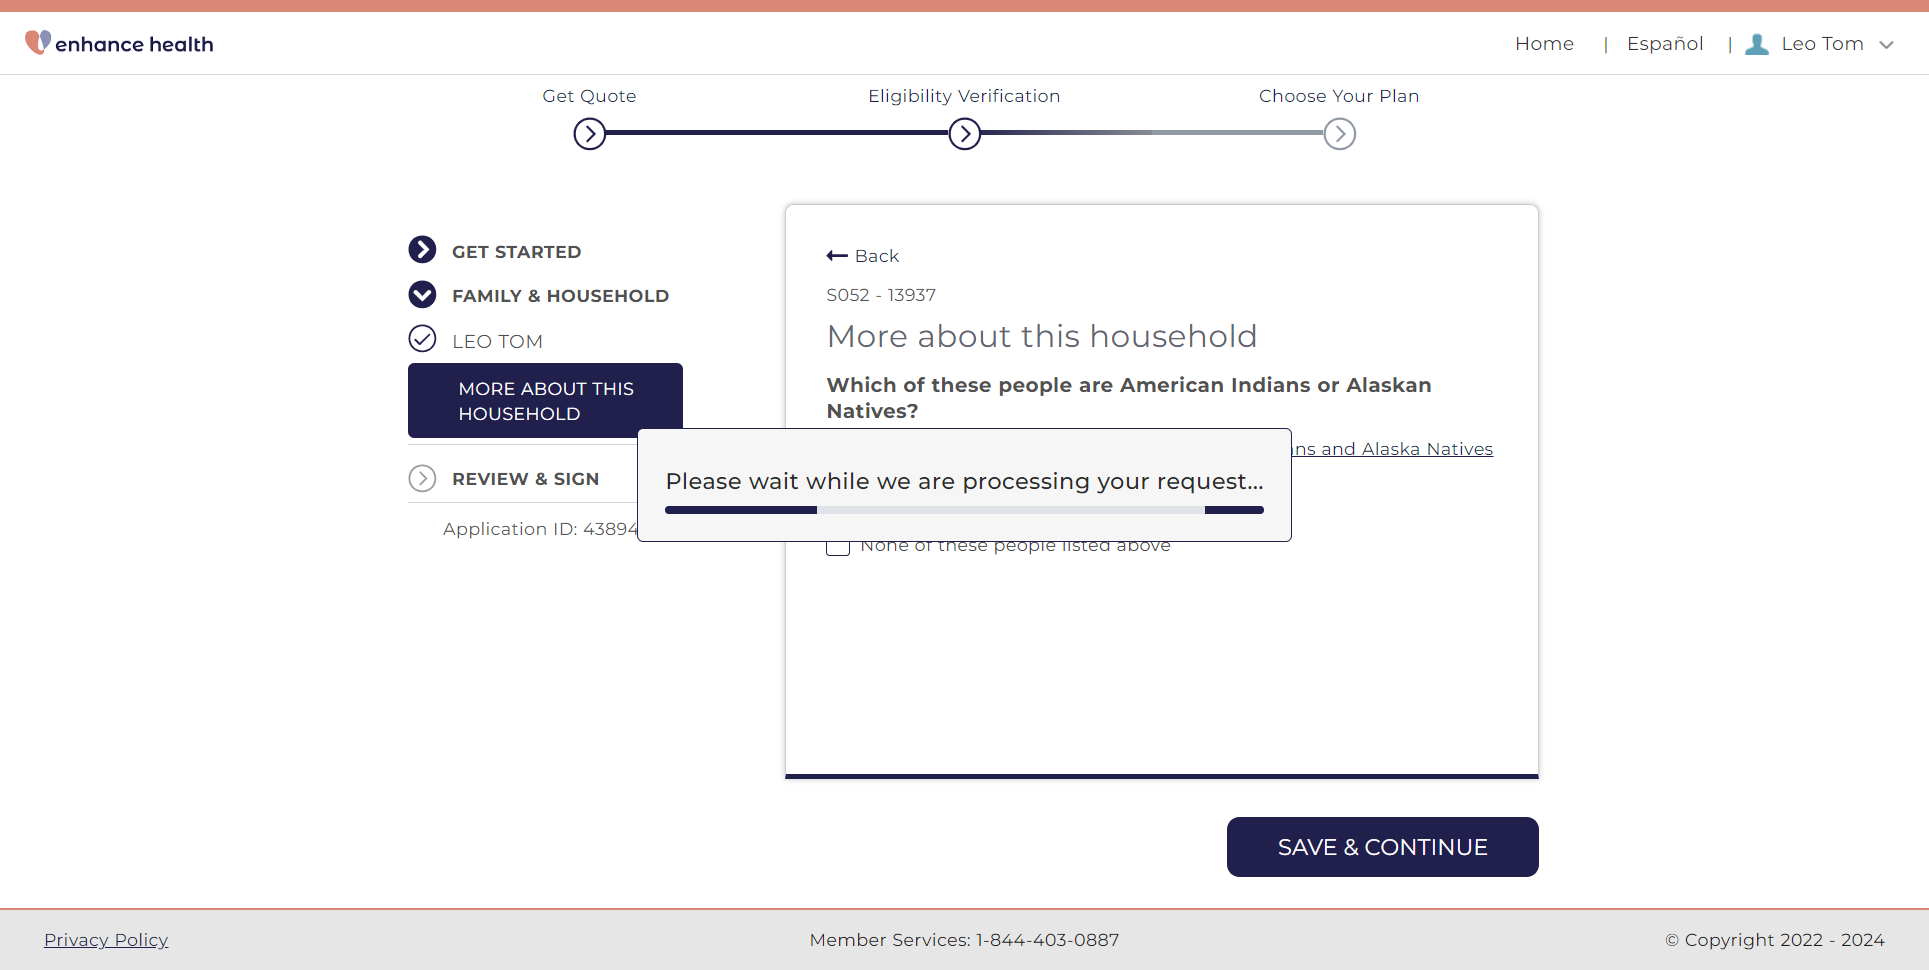 enhance health
Home | Español | Leo Tom
Get Quote
Eligibility Verification
Choose Your Plan
GET STARTED
FAMILY & HOUSEHOLD
LEO TOM
MORE ABOUT THIS
HOUSEHOLD
REVIEW & SIGN
Application ID: 43894
Back
S052 - 13937
More about this household
Which of these people are American Indians or Alaskan
Natives?
and Alaska Natives
Please wait while we are processing your request...
None of these people listed above
SAVE & CONTINUE
Privacy Policy
Member Services: 1-844-403-0887
© Copyright 2022 - 2024